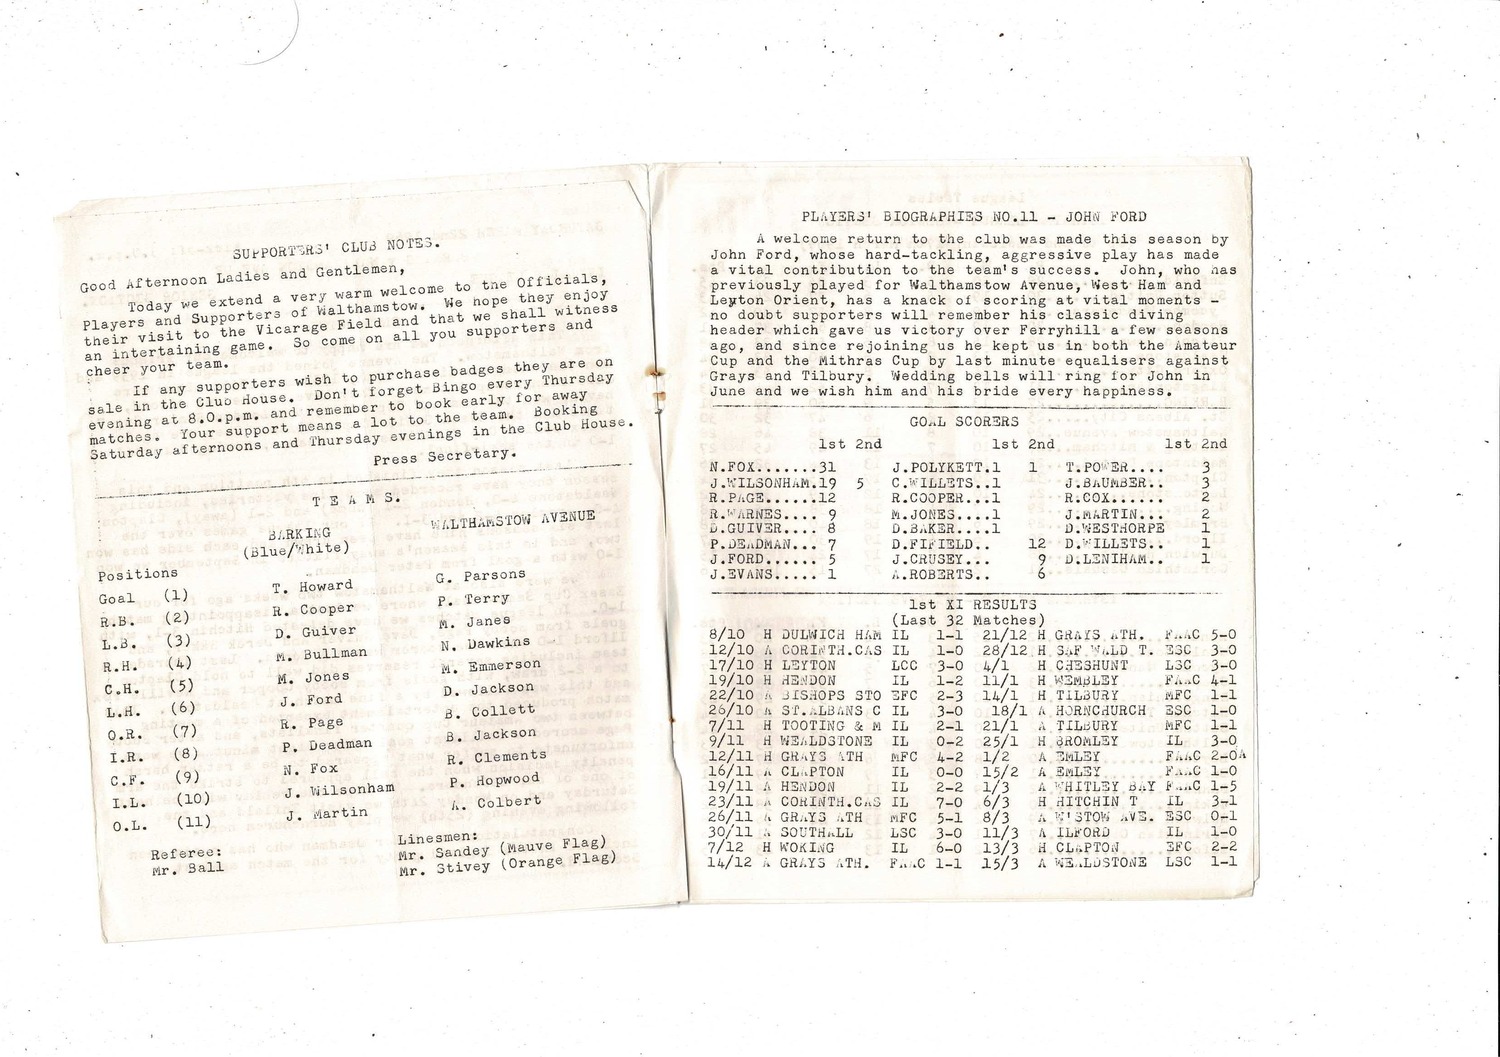 SUPPORTERS' CLUB NOTES.
Good Afternoon Ladies and Gentlemen,
Today we extend a very warm welcome to the Officials,
Players and Supporters of Walthamstow. We hope they enjoy
their visit to the Vicarage Field and that we shall witness
an intertaining game. So come on all you supporters and
cheer your team.
If any supporters wish to purchase badges they are on
sale in the Club House. Don't forget Bingo every Thursday
evening at 8.0.p.m. and remember to book early for away
matches. Your support means a lot to the team. Booking
Saturday afternoons and Thursday evenings in the Club House.
Press Secretary.
T E A M S.
BARKING WALTHAMSTOW AVENUE
(Blue/White)
Positions
Goal (1) T. Howard G. Parsons
R.B. (2) R. Cooper P. Terry
L.B. (3) D. Guiver M. Janes
R.H. (4) M. Bullman N. Dawkins
C.H. (5) M. Jones M. Emmerson
L.H. (6) J. Ford D. Jackson
O.R. (7) R. Page B. Collett
I.R. (8) P. Deadman B. Jackson
C.F. (9) N. Fox R. Clements
I.L. (10) J. Wilsonham P. Hopwood
O.L. (11) J. Martin A. Colbert
Referee: Linesmen:
Mr. Ball Mr. Sandey (Mauve Flag)
Mr. Stivey (Orange Flag)
PLAYERS' BIOGRAPHIES NO.11 - JOHN FORD
A welcome return to the club was made this season by
John Ford, whose hard-tackling, aggressive play has made
a vital contribution to the team's success. John, who has
previously played for Walthamstow Avenue, West Ham and
Leyton Orient, has a knack of scoring at vital moments -
no doubt supporters will remember his classic diving
header which gave us victory over Ferryhill a few seasons
ago, and since rejoining us he kept us in both the Amateur
Cup and the Mithras Cup by last minute equalisers against
Grays and Tilbury. Wedding bells will ring for John in
June and we wish him and his bride every happiness.
GOAL SCORERS
1st 2nd 1st 2nd 1st 2nd
N.FOX.......31 J.POLYKETT.1 1 T.POWER.... 3
J.WILSONHAM.19 5 C.WILLETS..1 J.BAUMBER.. 3
R.PAGE......12 R.COOPER...1 R.COX...... 2
R.WARNES.... 9 M.JONES....1 J.MARTIN... 2
D.GUIVER.... 8 D.BAKER....1 D.WESTHORPE 1
P.DEADMAN... 7 D.FIFIELD.. 12 D.WILLETS.. 1
J.FORD...... 5 J.CRUSEY... 9 D.LENIHAM.. 1
J.EVANS..... 1 A.ROBERTS.. 6
1st XI RESULTS
(Last 32 Matches)
8/10 H DULWICH HAM IL 1-1 21/12 H GRAYS ATH. FAAC 5-0
12/10 A CORINTH.CAS IL 1-0 28/12 H SAF WALD T. ESC 3-0
17/10 H LEYTON LCC 3-0 4/1 H CHESHUNT LSC 3-0
19/10 H HENDON IL 1-2 11/1 H WEMBLEY FAAC 4-1
22/10 A BISHOPS STO EFC 2-3 14/1 H TILBURY MFC 1-1
26/10 A ST.ALBANS C IL 3-0 18/1 A HORNCHURCH ESC 1-0
7/11 H TOOTING & M IL 2-1 21/1 A TILBURY MFC 1-1
9/11 H WEALDSTONE IL 0-2 25/1 H BROMLEY IL 3-0
12/11 H GRAYS ATH MFC 4-2 1/2 A EMLEY FAAC 2-0A
16/11 A CLAPTON IL 0-0 15/2 A EMLEY FAAC 1-0
19/11 A HENDON IL 2-2 1/3 A WHITLEY BAY FAAC 1-5
23/11 A CORINTH.CAS IL 7-0 6/3 H HITCHIN T IL 3-1
26/11 A GRAYS ATH MFC 5-1 8/3 A W'STOW AVE. ESC 0-1
30/11 A SOUTHALL LSC 3-0 11/3 A ILFORD IL 1-0
7/12 H WOKING IL 6-0 13/3 H CLAPTON EFC 2-2
14/12 A GRAYS ATH. FAAC 1-1 15/3 A WEALDSTONE LSC 1-1